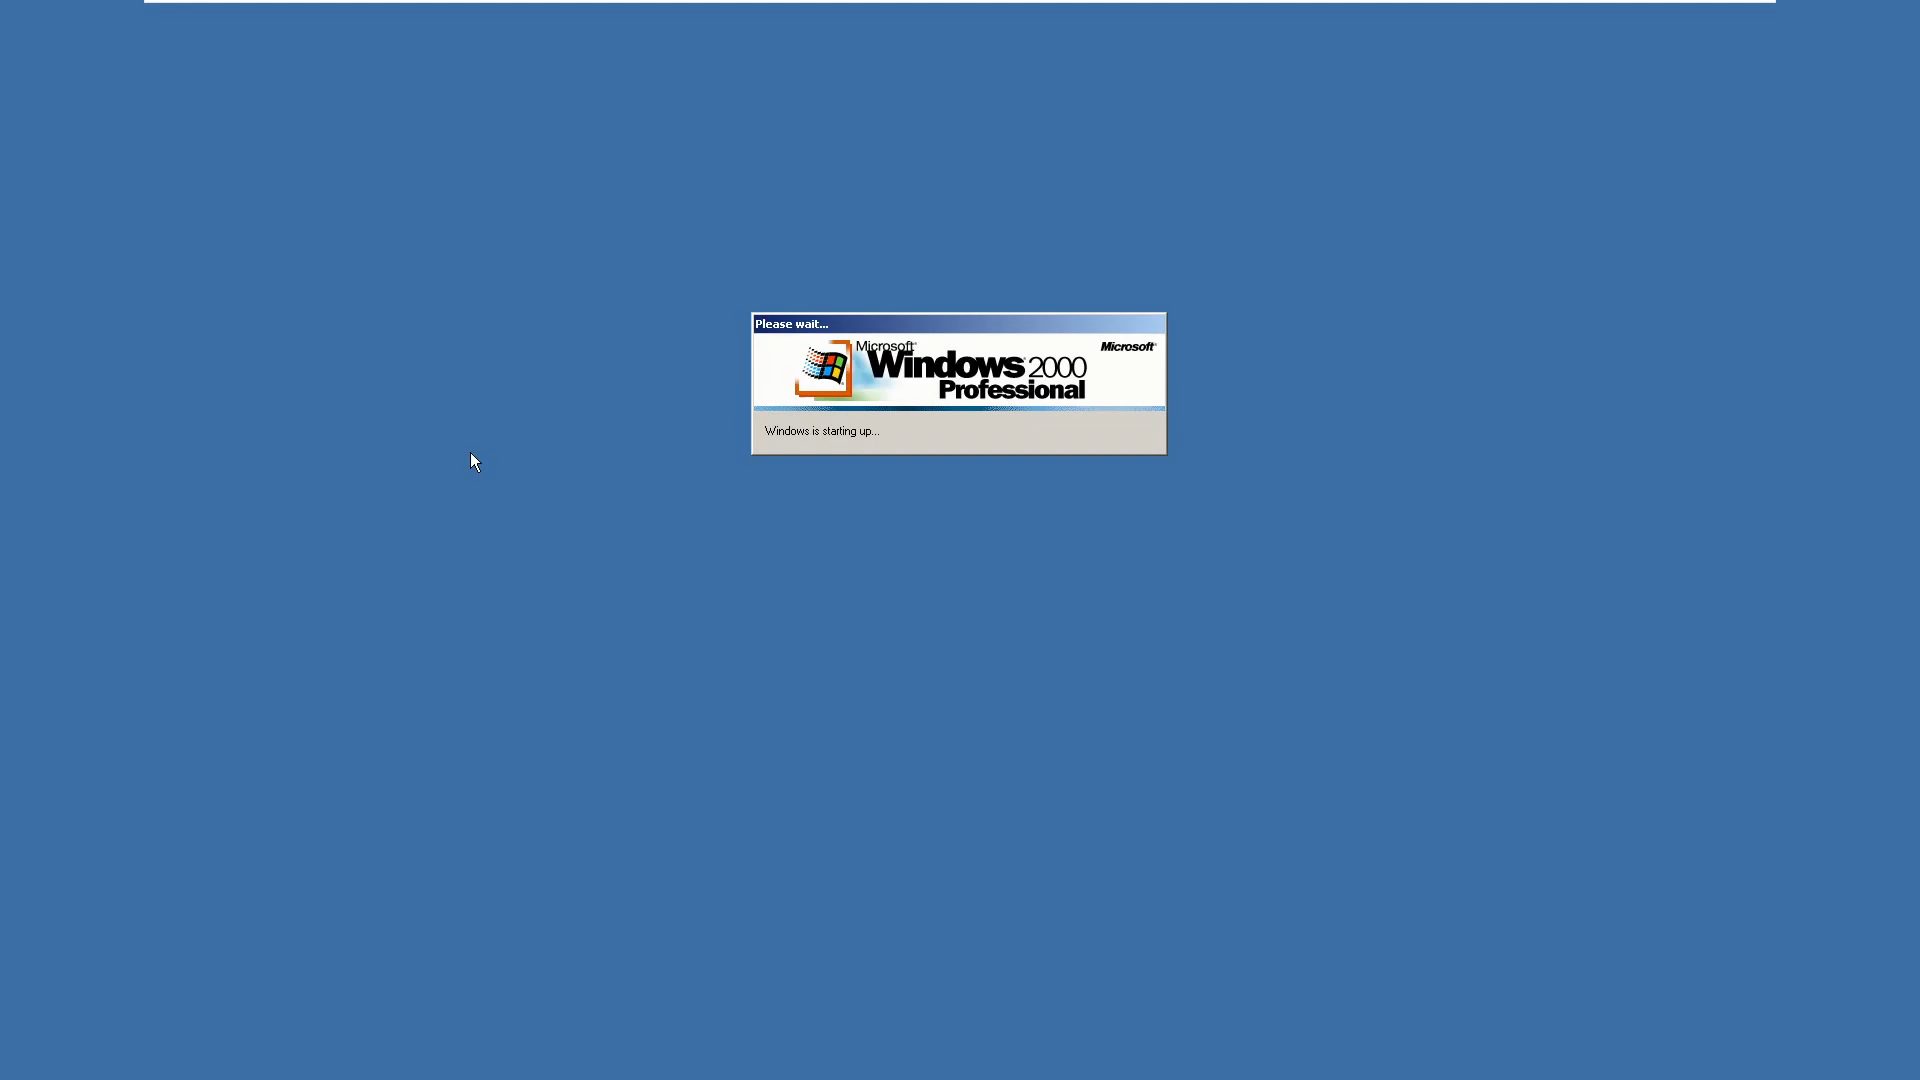 Please wait...
Microsoft®
Windows 2000
Professional
Microsoft®
Windows is starting up...